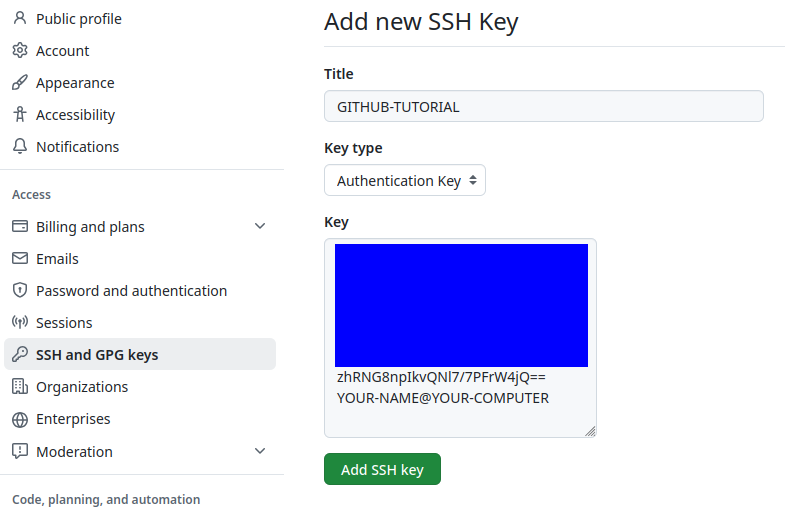 Public profile
Account
Appearance
Accessibility
Notifications
Access
Billing and plans
Emails
Password and authentication
Sessions
SSH and GPG keys
Organizations
Enterprises
Moderation
Code, planning, and automation
Add new SSH Key
Title
GITHUB-TUTORIAL
Key type
Authentication Key
Key
zhRNG8npIkvQNl7/7PFrW4jQ==
YOUR-NAME@YOUR-COMPUTER
Add SSH key